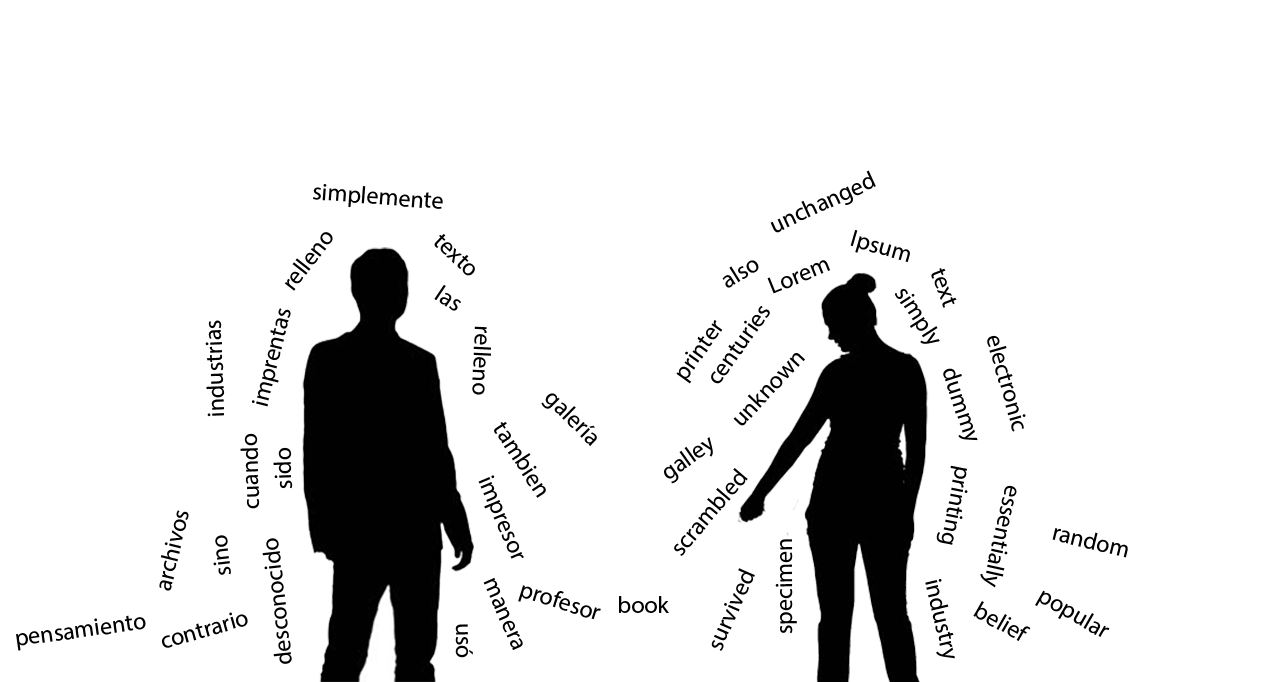 simplemente
relleno
texto
las
imprentas
relleno
industrias
galería
tambien
cuando
sido
impresor
archivos
sino
desconocido
manera
profesor
pensamiento
contrario
usó
book
unchanged
Ipsum
also
Lorem
text
simply
printer
centuries
electronic
unknown
dummy
galley
scrambled
printing
essentially
random
specimen
survived
industry
belief
popular